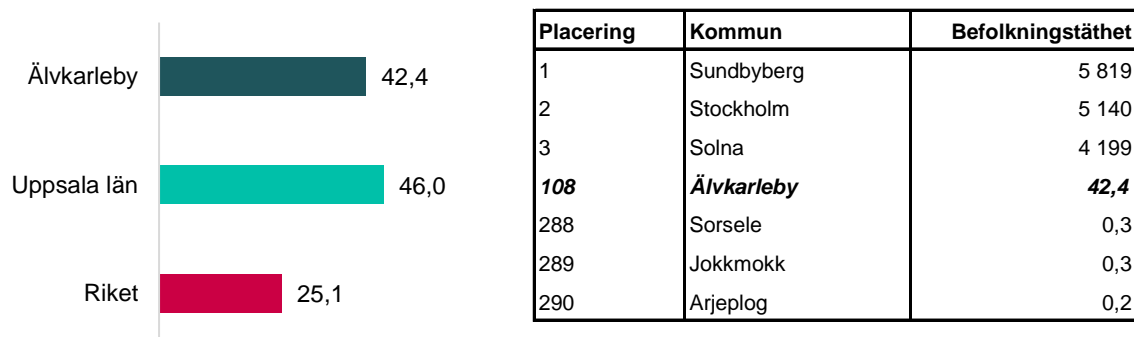 Älvkarleby 42,4
Uppsala län 46,0
Riket 25,1
Placering Kommun Befolkningstäthet
1 Sundbyberg 5 819
2 Stockholm 5 140
3 Solna 4 199
108 Älvkarleby 42,4
288 Sorsele 0,3
289 Jokkmokk 0,3
290 Arjeplog 0,2